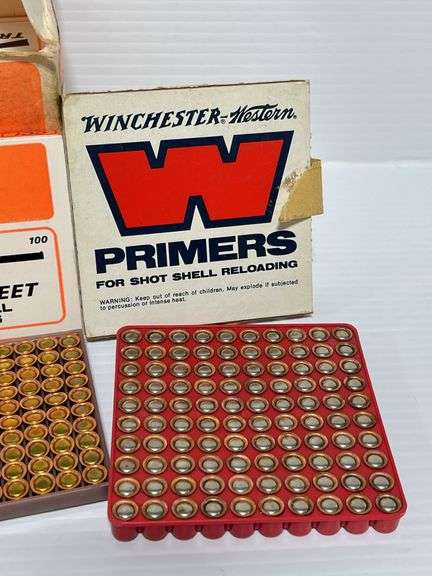 100
EET
L
S
WINCHESTER-Western
W
PRIMERS
FOR SHOT SHELL RELOADING
WARNING: Keep out of reach of children. May explode if subjected
to percussion or intense heat.